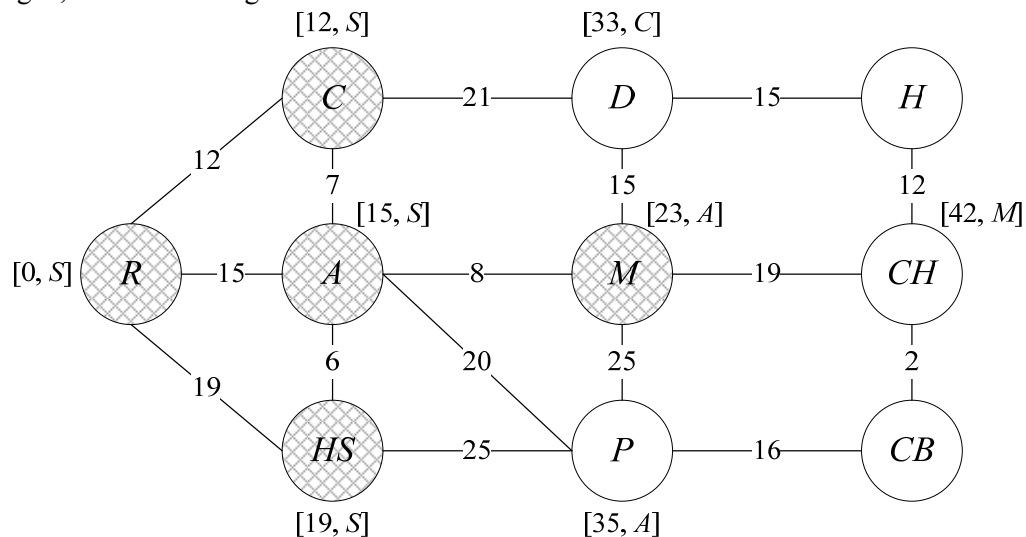 [12, S] [33, C]
C 21 D 15 H
12 7 15 12
[15, S] [23, A] [42, M]
[0, S] R 15 A 8 M 19 CH
19 6 20 25 2
HS 25 P 16 CB
[19, S] [35, A]